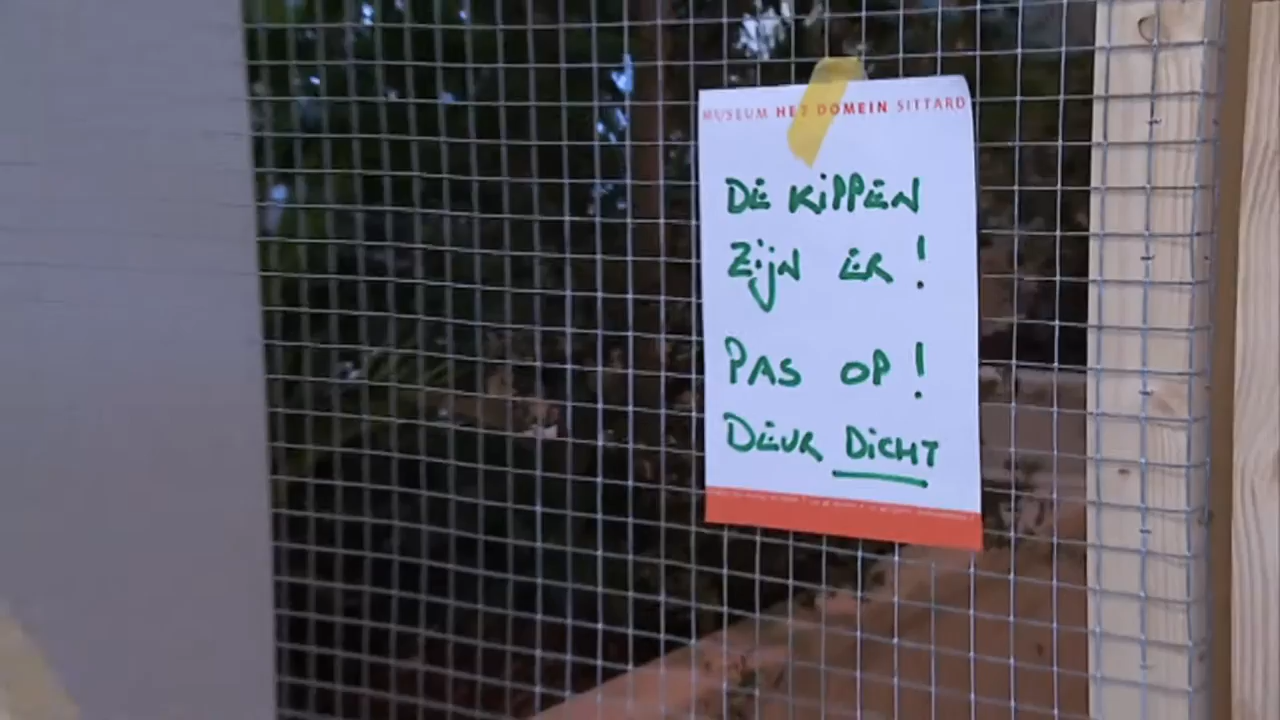 MUSEUM HET DOMEIN SITTARD
DE KiPPEN
ZijN ER!
PAS OP!
DEUR DiCHT